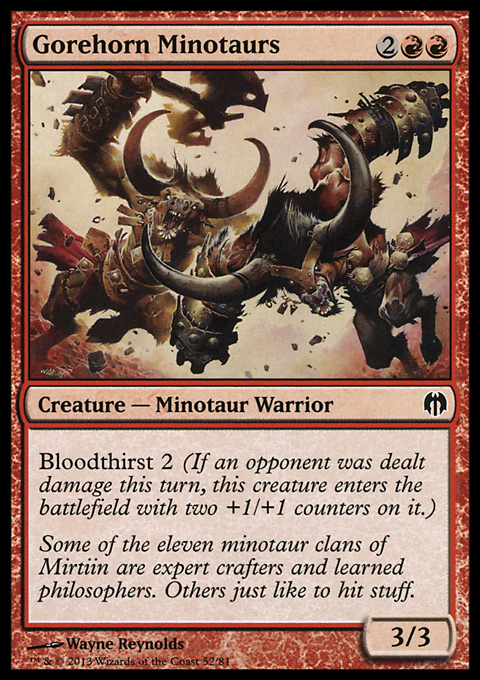 Gorehorn Minotaurs 2
Creature — Minotaur Warrior
Bloodthirst 2 (If an opponent was dealt
damage this turn, this creature enters the
battlefield with two +1/+1 counters on it.)
Some of the eleven minotaur clans of
Mirtiin are expert crafters and learned
philosophers. Others just like to hit stuff.
Wayne Reynolds
™ & © 2013 Wizards of the Coast 52/81
3/3